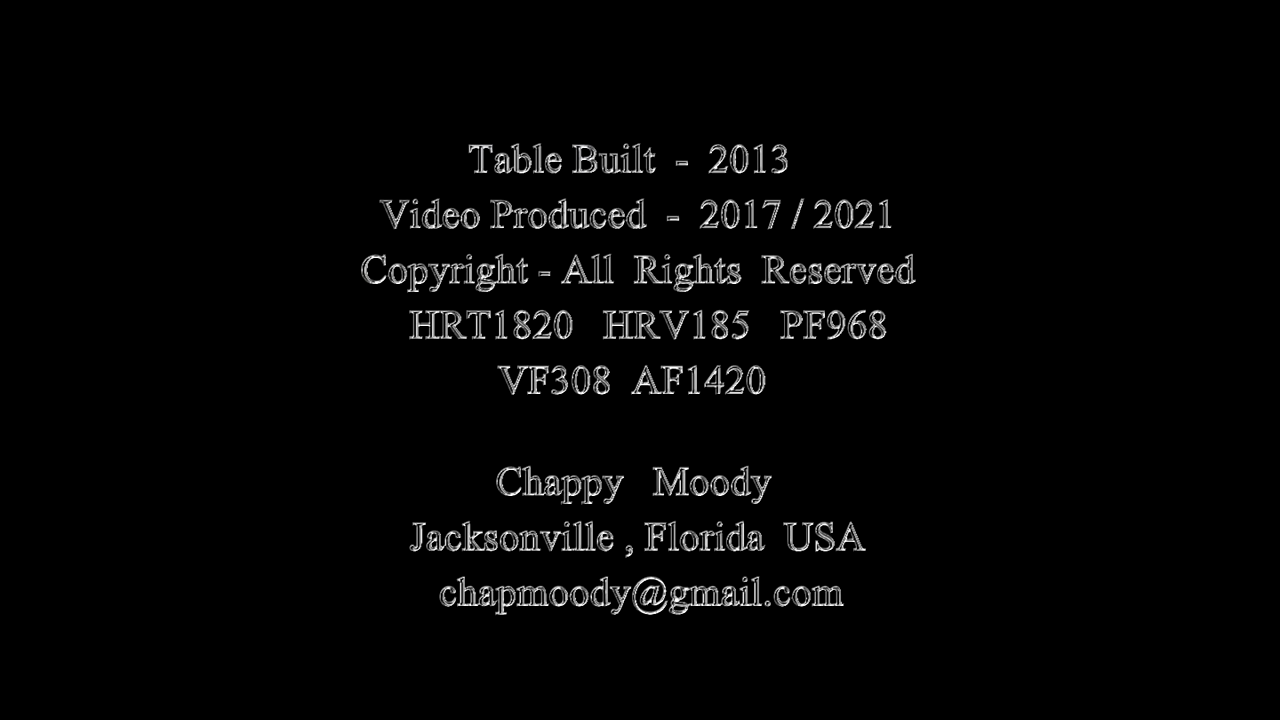 Table Built - 2013
Video Produced - 2017 / 2021
Copyright - All Rights Reserved
HRT1820 HRV185 PF968
VF308 AF1420
Chappy Moody
Jacksonville , Florida USA
chapmoody@gmail.com